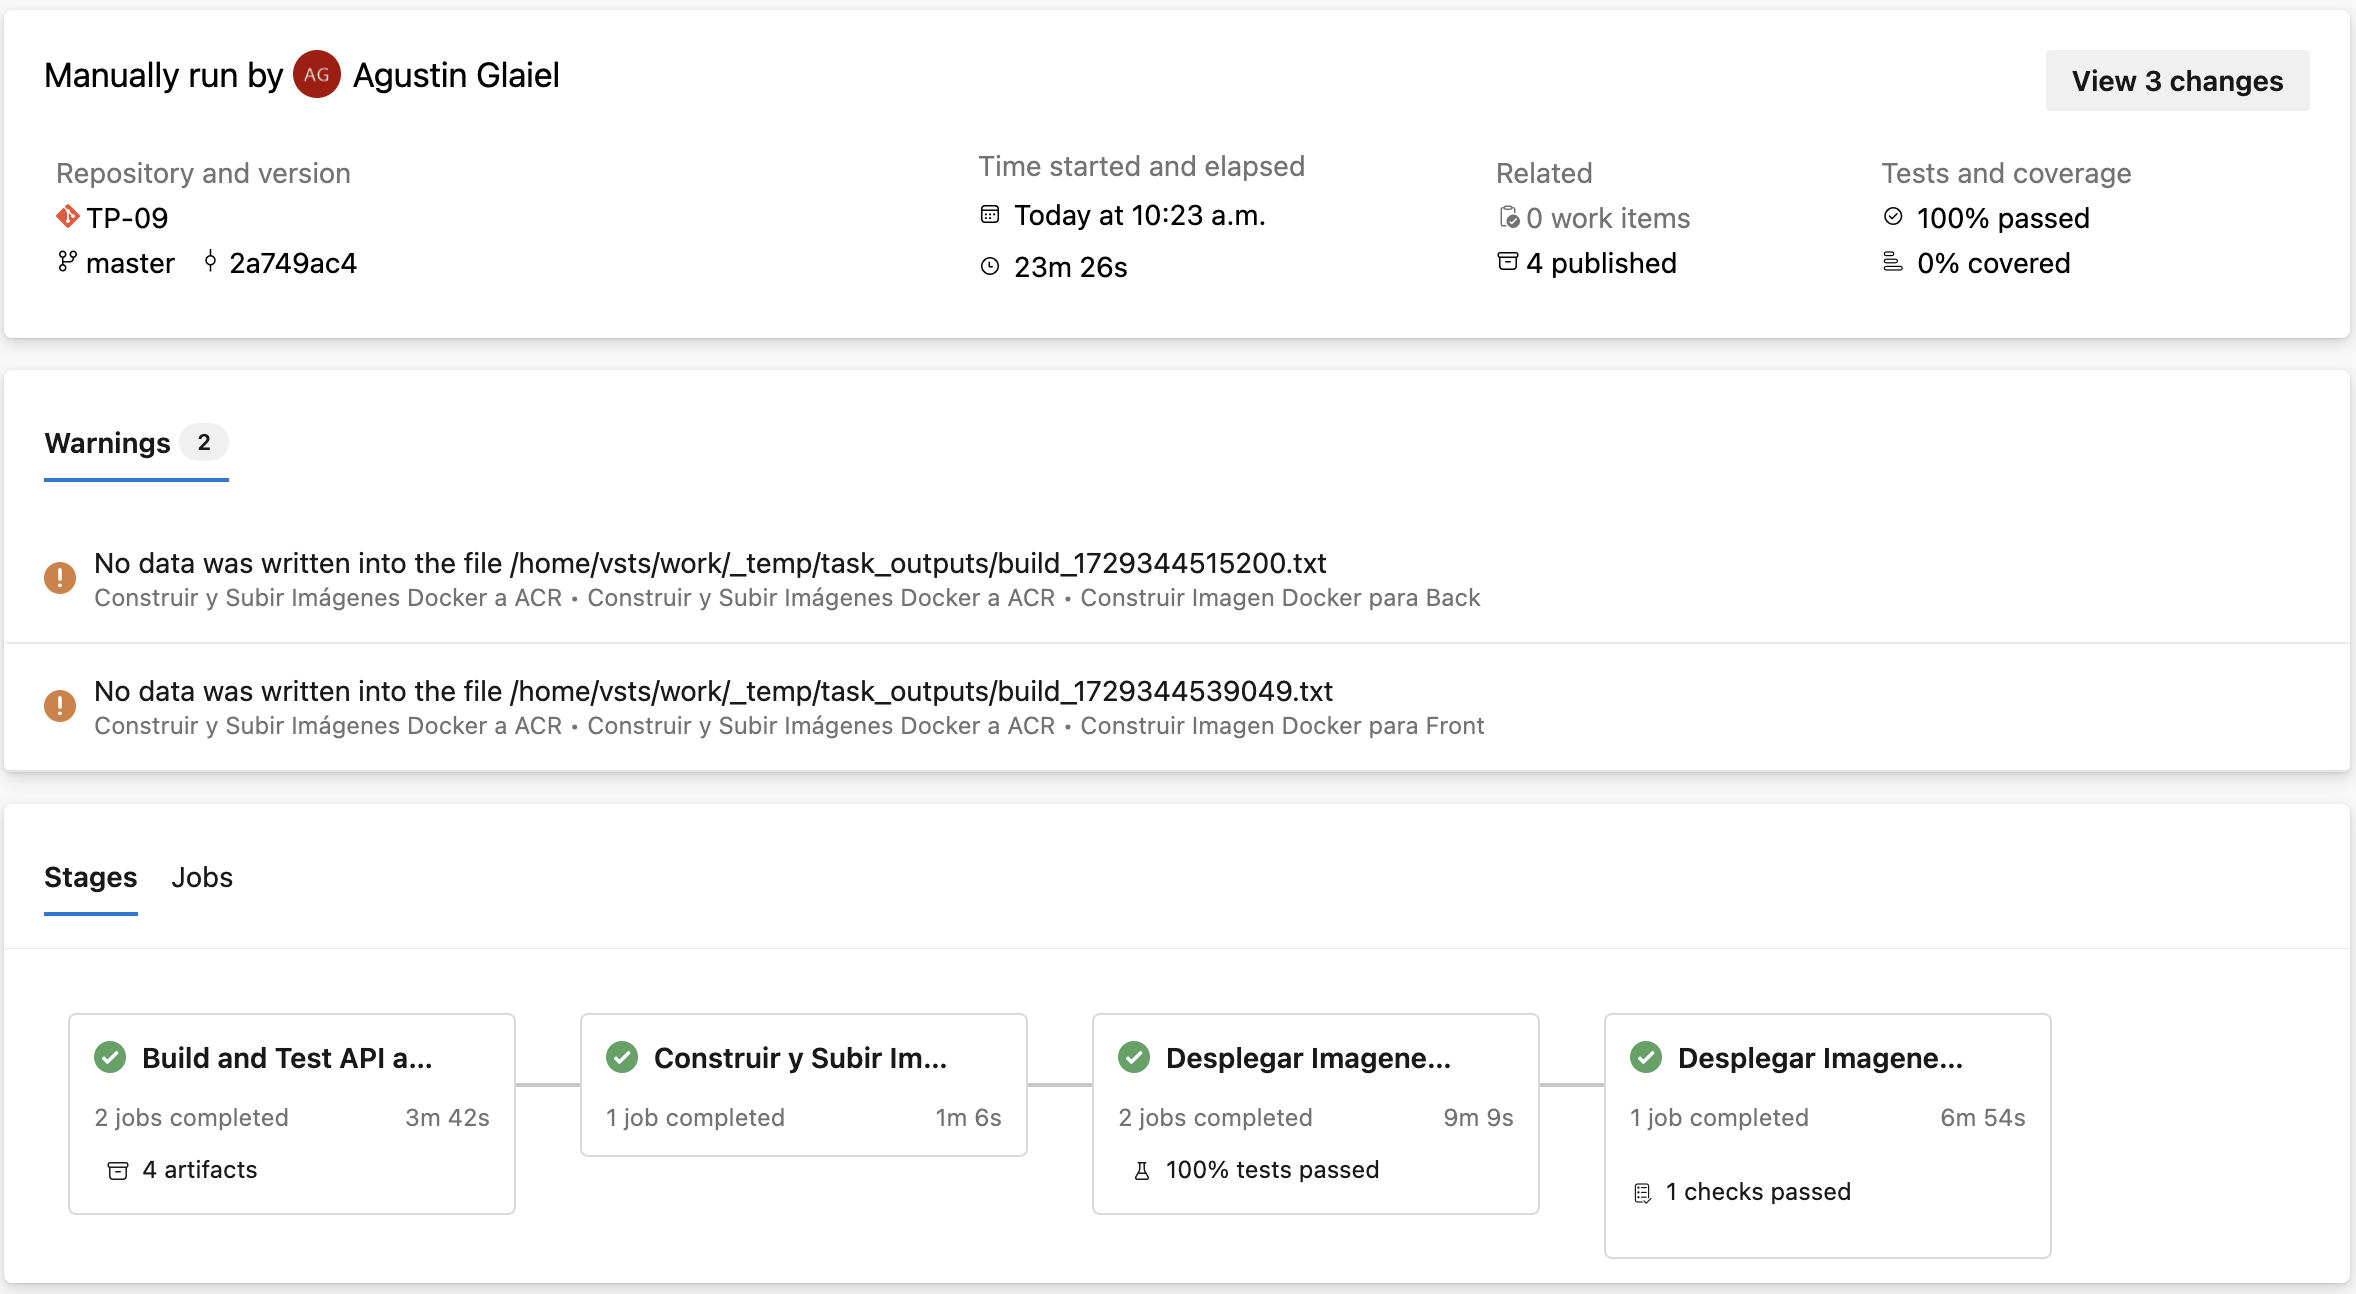 Manually run by AG Agustin Glaiel
View 3 changes
Repository and version
TP-09
master 2a749ac4
Time started and elapsed
Today at 10:23 a.m.
23m 26s
Related
0 work items
4 published
Tests and coverage
100% passed
0% covered
Warnings 2
No data was written into the file /home/vsts/work/_temp/task_outputs/build_1729344515200.txt
Construir y Subir Imágenes Docker a ACR • Construir y Subir Imágenes Docker a ACR • Construir Imagen Docker para Back
No data was written into the file /home/vsts/work/_temp/task_outputs/build_1729344539049.txt
Construir y Subir Imágenes Docker a ACR • Construir y Subir Imágenes Docker a ACR • Construir Imagen Docker para Front
Stages Jobs
Build and Test API a...
2 jobs completed 3m 42s
4 artifacts
Construir y Subir Im...
1 job completed 1m 6s
Desplegar Imagene...
2 jobs completed 9m 9s
100% tests passed
Desplegar Imagene...
1 job completed 6m 54s
1 checks passed